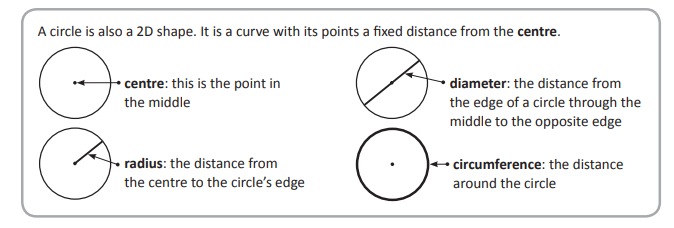 A circle is also a 2D shape. It is a curve with its points a fixed distance from the centre.
centre: this is the point in
the middle
diameter: the distance from
the edge of a circle through the
middle to the opposite edge
radius: the distance from
the centre to the circle's edge
circumference: the distance
around the circle